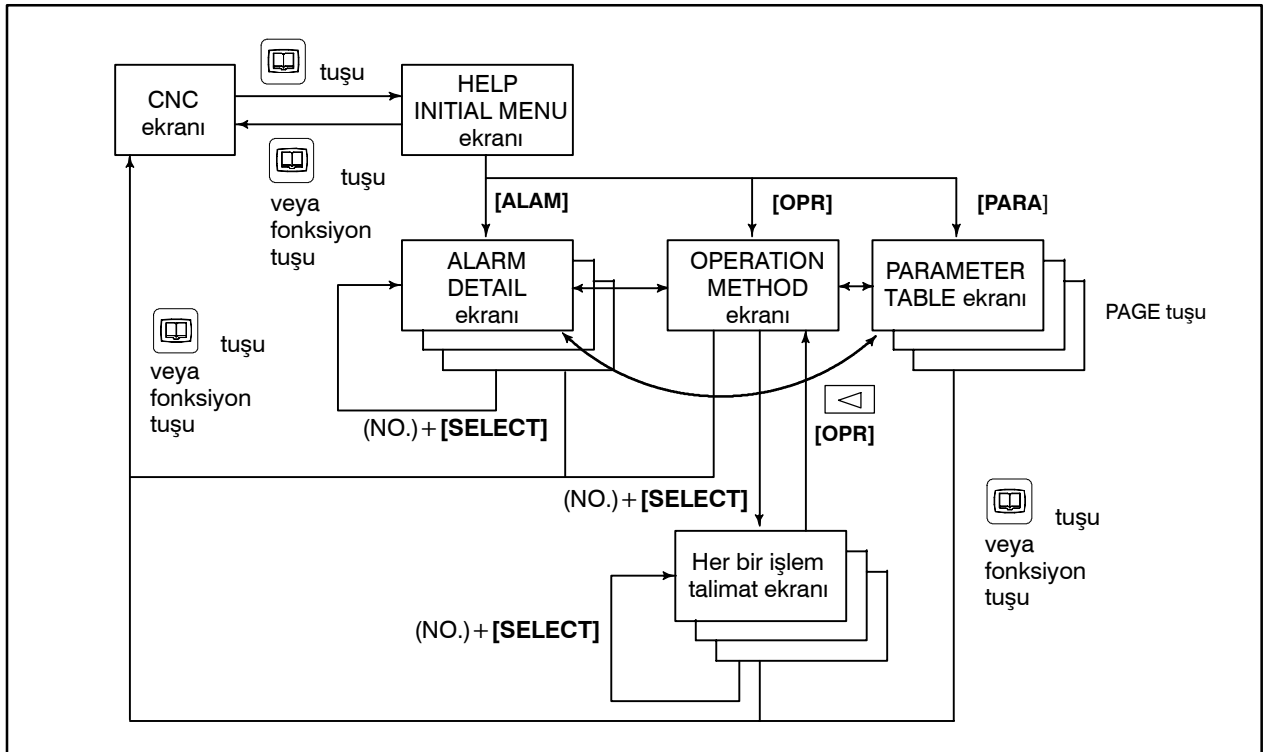 tuşu
CNC
ekranı
HELP
INITIAL MENU
ekranı
tuşu
veya
fonksiyon
tuşu
[ALAM]
[OPR]
[PARA]
ALARM
DETAIL
ekranı
OPERATION
METHOD
ekranı
PARAMETER
TABLE ekranı
PAGE tuşu
tuşu
veya
fonksiyon
tuşu
(NO.)+[SELECT]
[OPR]
(NO.)+[SELECT]
tuşu
veya
fonksiyon
tuşu
Her bir işlem
talimat ekranı
(NO.)+[SELECT]